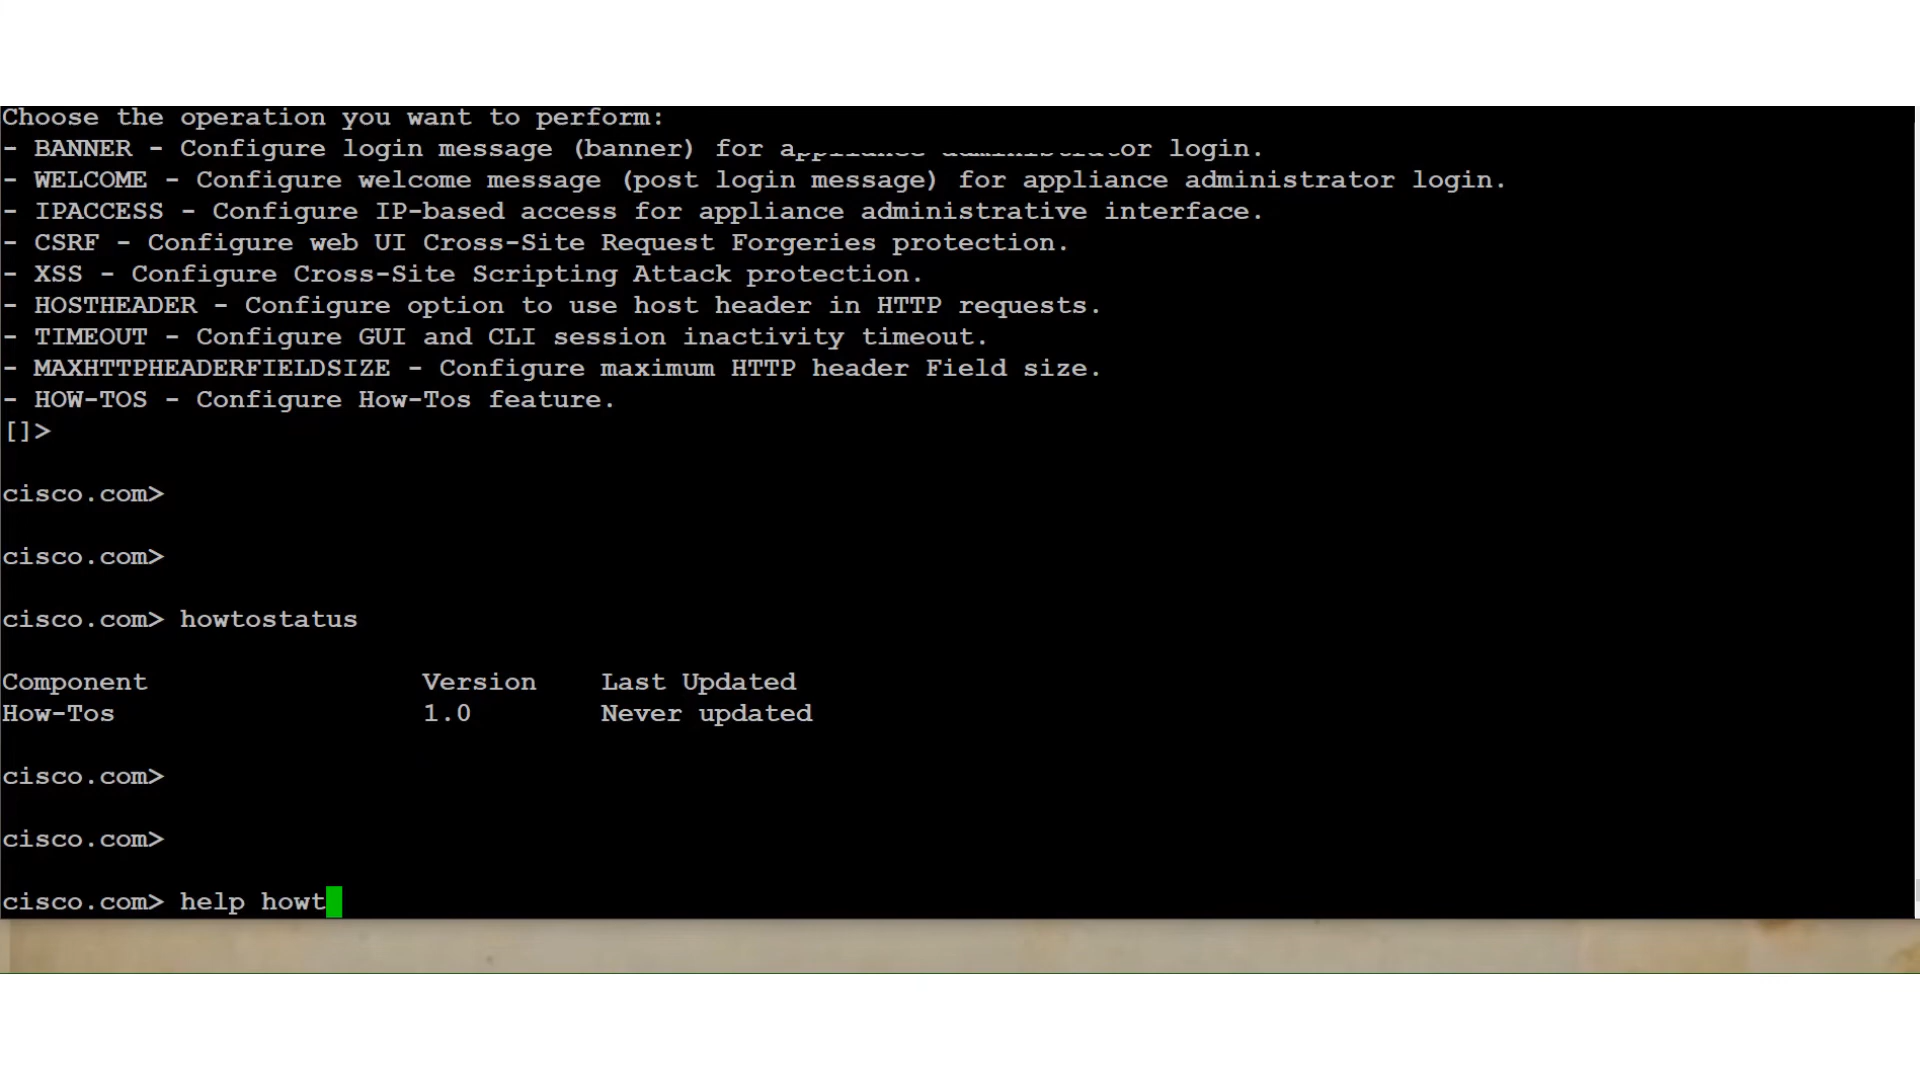 Choose the operation you want to perform:
- BANNER - Configure login message (banner) for appliance administrator login.
- WELCOME - Configure welcome message (post login message) for appliance administrator login.
- IPACCESS - Configure IP-based access for appliance administrative interface.
- CSRF - Configure web UI Cross-Site Request Forgeries protection.
- XSS - Configure Cross-Site Scripting Attack protection.
- HOSTHEADER - Configure option to use host header in HTTP requests.
- TIMEOUT - Configure GUI and CLI session inactivity timeout.
- MAXHTTPHEADERFIELDSIZE - Configure maximum HTTP header Field size.
- HOW-TOS - Configure How-Tos feature.
[]>
cisco.com>
cisco.com>
cisco.com> howtostatus
Component Version Last Updated
How-Tos 1.0 Never updated
cisco.com>
cisco.com>
cisco.com> help howt